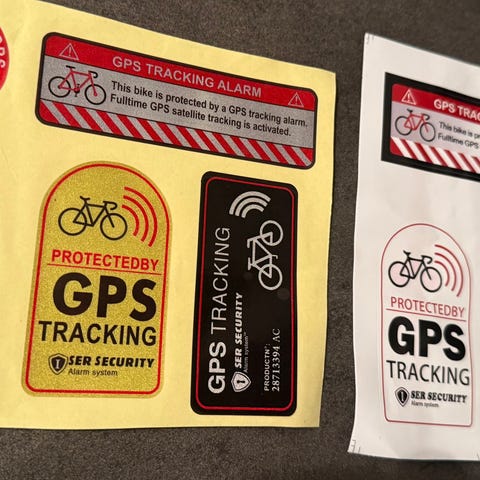 GPS TRACKING ALARM
This bike is protected by a GPS tracking alarm.
Fulltime GPS satellite tracking is activated.
PROTECTEDBY
GPS
TRACKING
SER SECURITY
Alarm system
GPS TRACKING
SER SECURITY
Alarm system
PRODUCTNº:
28713394 AC
GPS TRAC
This bike is p
Fulltime GPS
PROTECTEDBY
GPS
TRACKING
SER SECURITY
Alarm system